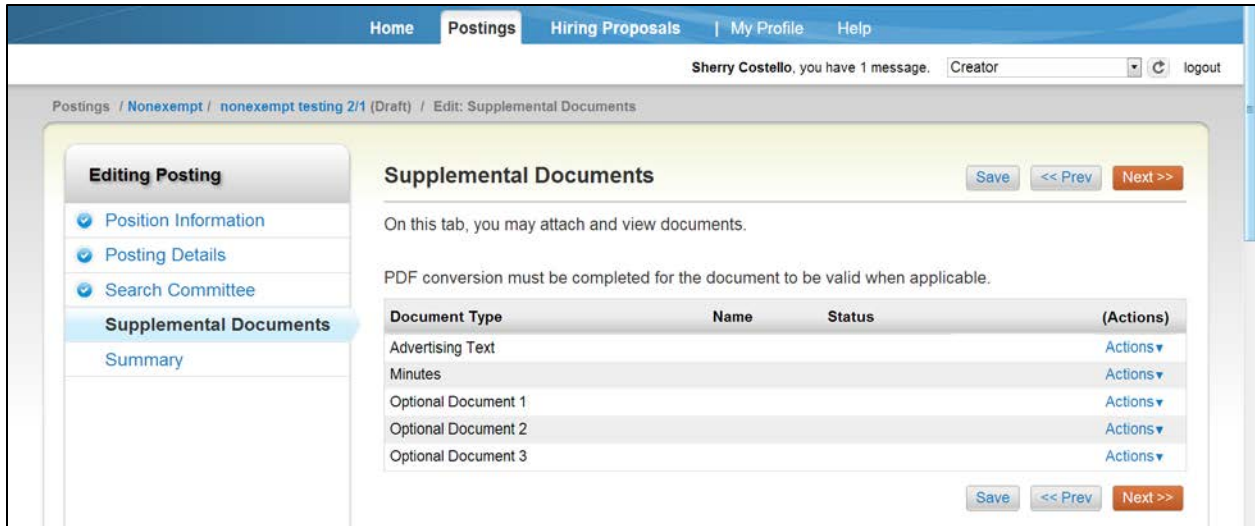 Home Postings Hiring Proposals | My Profile Help
Sherry Costello, you have 1 message. Creator logout
Postings / Nonexempt / nonexempt testing 2/1 (Draft) / Edit: Supplemental Documents
Editing Posting
Position Information
Posting Details
Search Committee
Supplemental Documents
Summary
Supplemental Documents
Save << Prev Next >>
On this tab, you may attach and view documents.
PDF conversion must be completed for the document to be valid when applicable.
Document Type Name Status (Actions)
Advertising Text Actions▾
Minutes Actions▾
Optional Document 1 Actions▾
Optional Document 2 Actions▾
Optional Document 3 Actions▾
Save << Prev Next >>